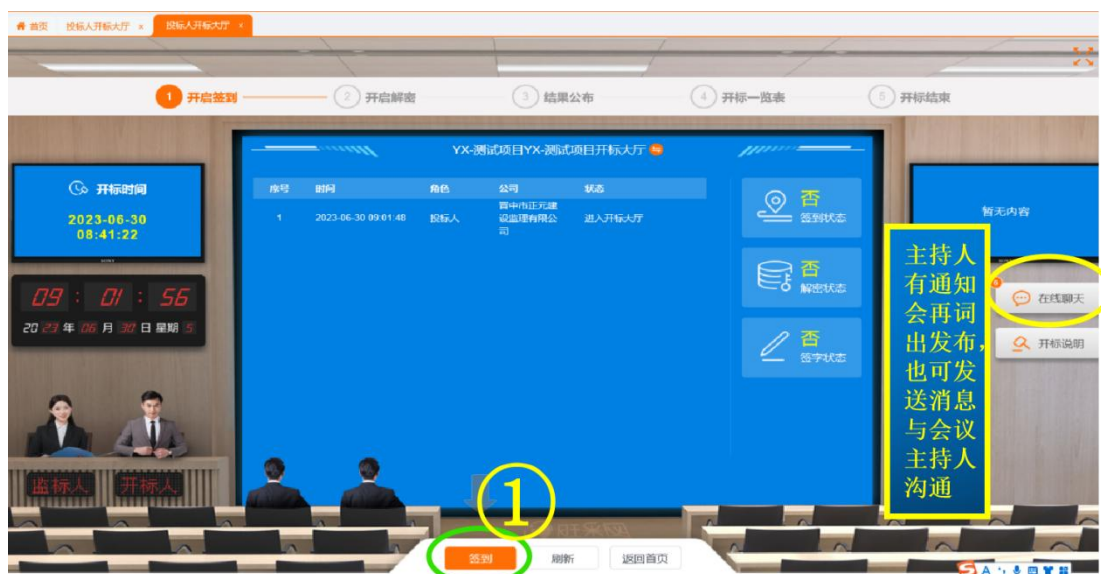 首页 投标人开标大厅 × 投标人开标大厅 ×
1 开启签到 2 开启解密 3 结果公布 4 开标一览表 5 开标结束
YX-测试项目YX-测试项目开标大厅
开标时间
2023-06-30
08:41:22
09 : 01 : 56
2023年06月30日星期5
序号 时间 角色 公司 状态
1 2023-06-30 09:01:48 投标人 晋中市正元建设监理有限公司 进入开标大厅
否
签到状态
否
解密状态
否
签字状态
暂无内容
主持人
有通知
会再词
出发布,
也可发
送消息
与会议
主持人
沟通
在线聊天
开标说明
监标人 开标人
①
签到 刷新 返回首页